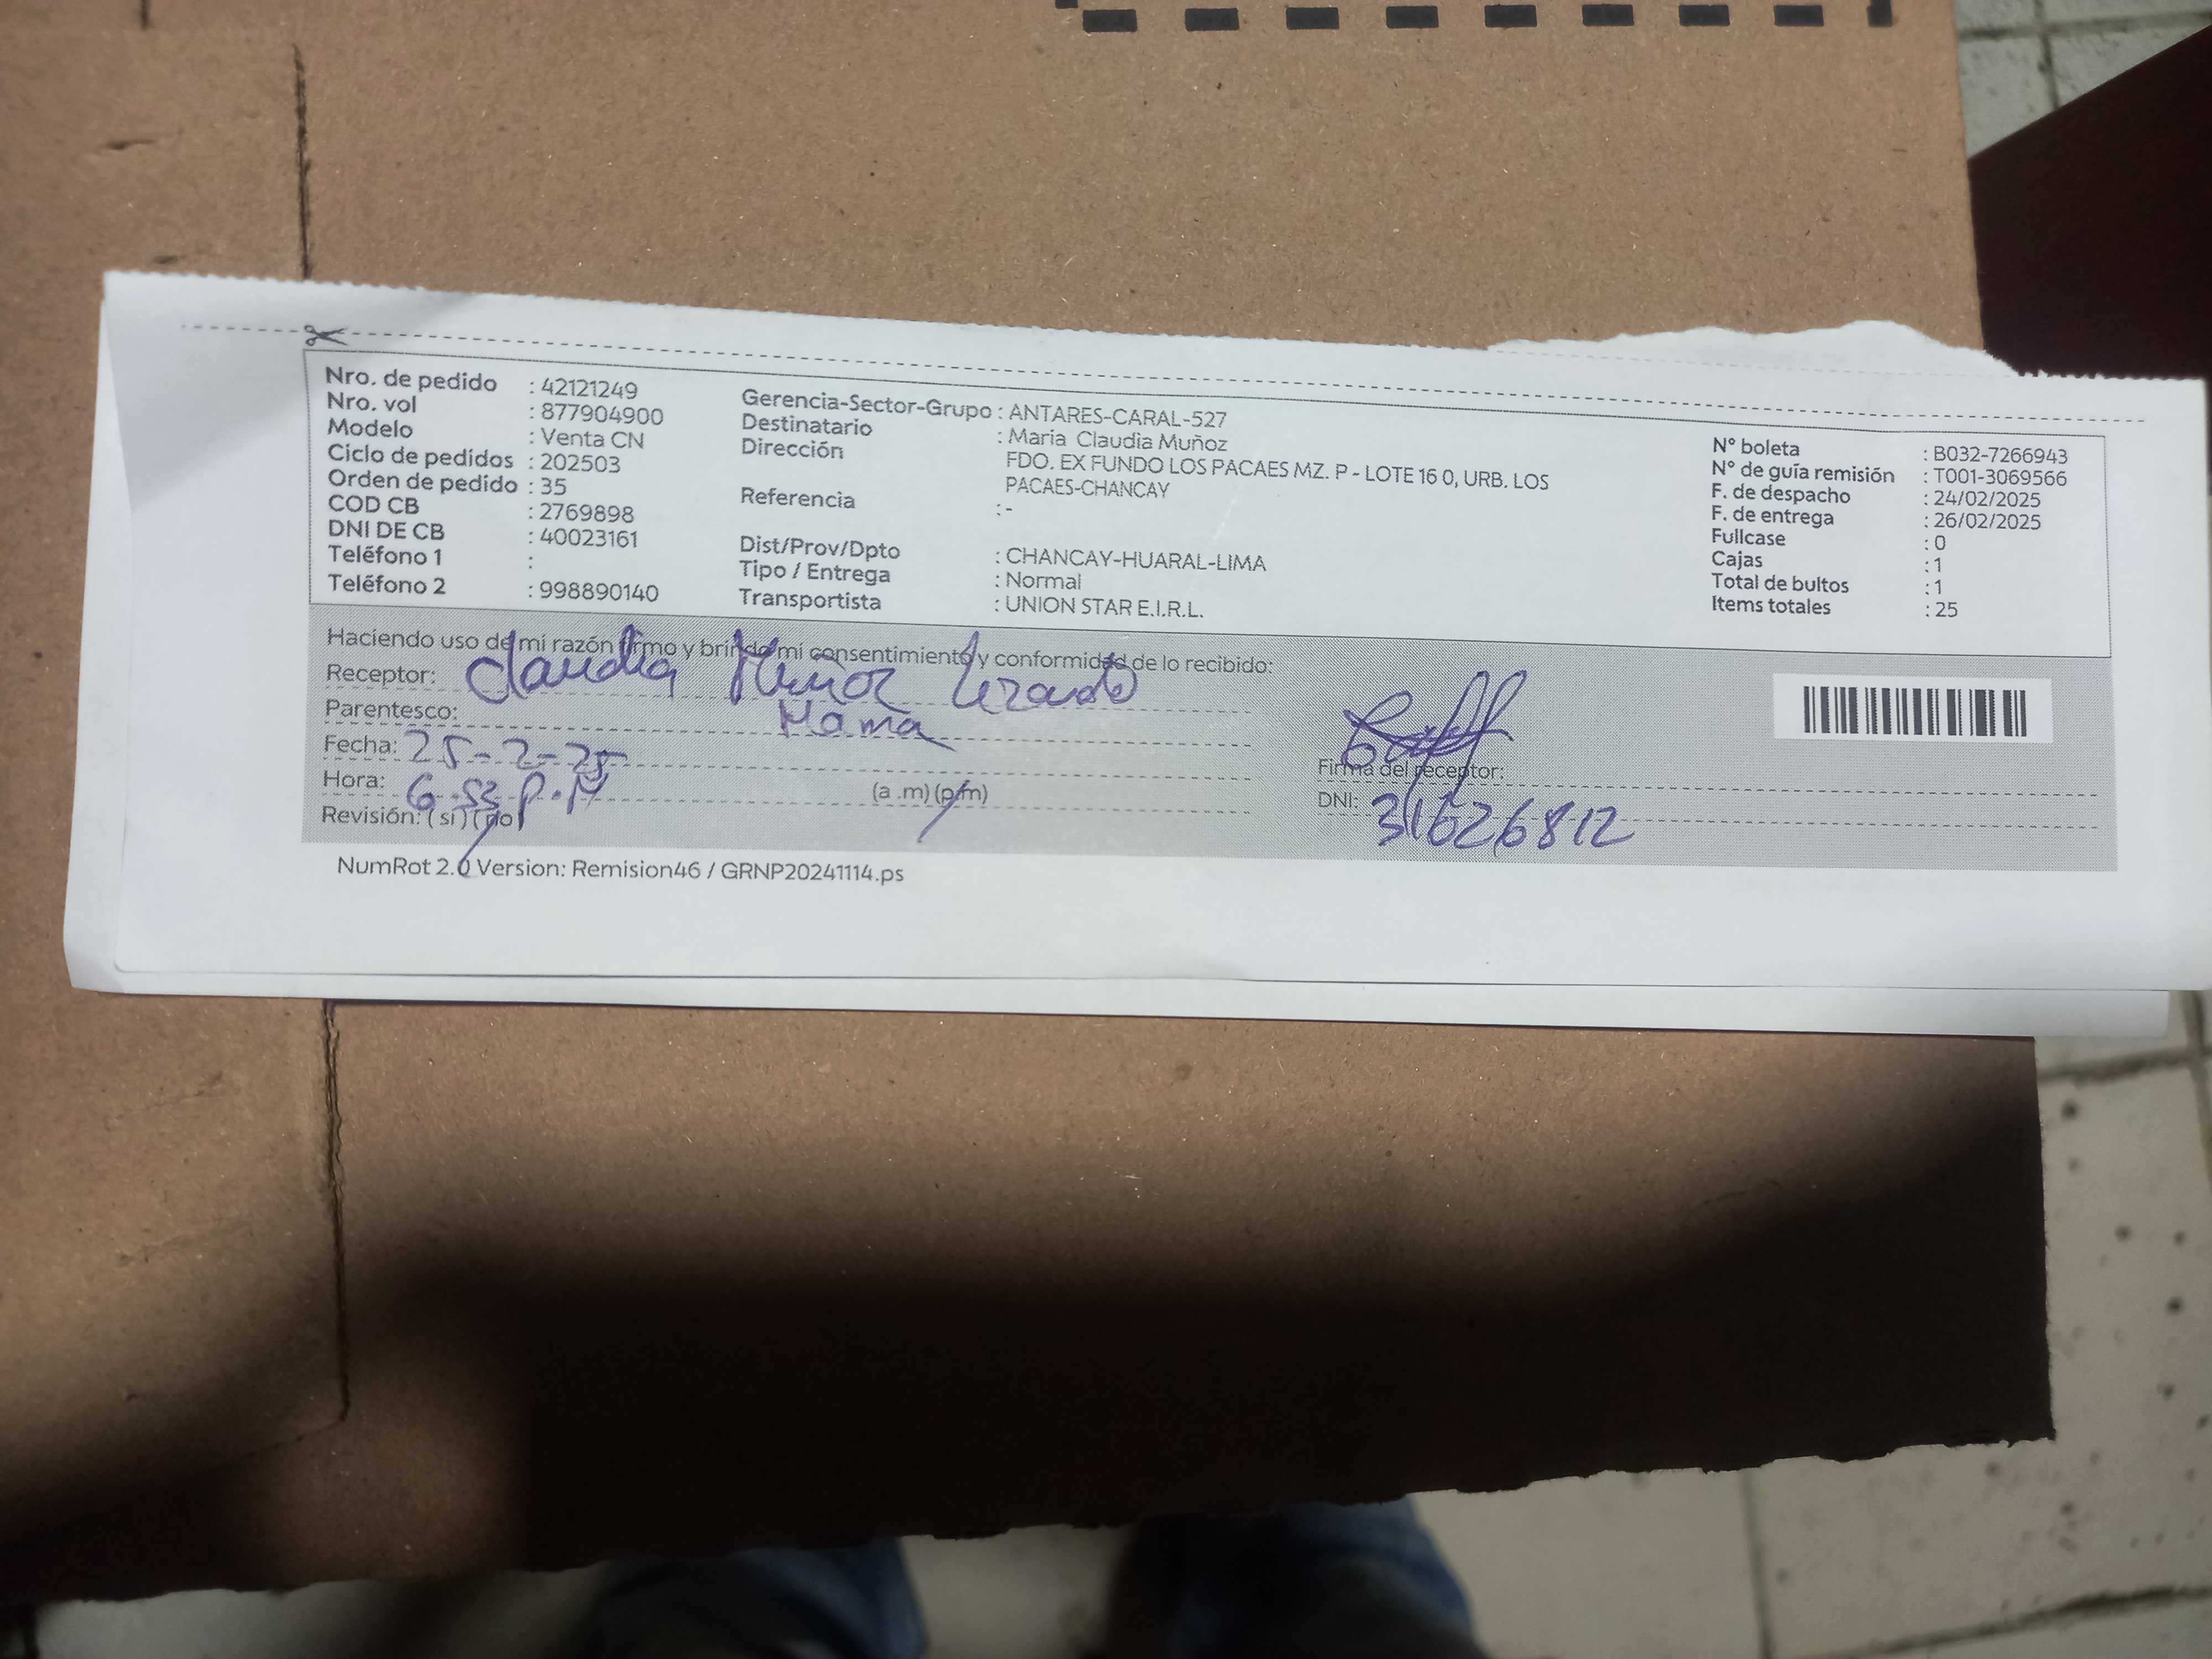 Nro. de pedido : 42121249
Nro. vol : 877904900
Modelo : Venta CN
Ciclo de pedidos : 202503
Orden de pedido : 35
COD CB : 2769898
DNI DE CB : 40023161
Teléfono 1 :
Teléfono 2 : 998890140
Gerencia-Sector-Grupo : ANTARES-CARAL-527
Destinatario : Maria Claudia Muñoz
Dirección FDO. EX FUNDO LOS PACAES MZ. P - LOTE 16 0, URB. LOS
PACAES-CHANCAY
Referencia : -
Dist/Prov/Dpto : CHANCAY-HUARAL-LIMA
Tipo / Entrega : Normal
Transportista : UNION STAR E.I.R.L.
N° boleta : B032-7266943
N° de guía remisión : T001-3069566
F. de despacho : 24/02/2025
F. de entrega : 26/02/2025
Fullcase : 0
Cajas : 1
Total de bultos : 1
Items totales : 25
Haciendo uso de mi razón firmo y brindo mi consentimiento y conformidad de lo recibido:
Receptor: Claudia Muñoz
Parentesco: Mama
Fecha: 25-2-25
Hora: 6:53 P.M (a .m) (p.m)
Revisión: ( si ) ( no )
Firma del receptor:
DNI: 31626812
NumRot 2.0 Version: Remision46 / GRNP20241114.ps